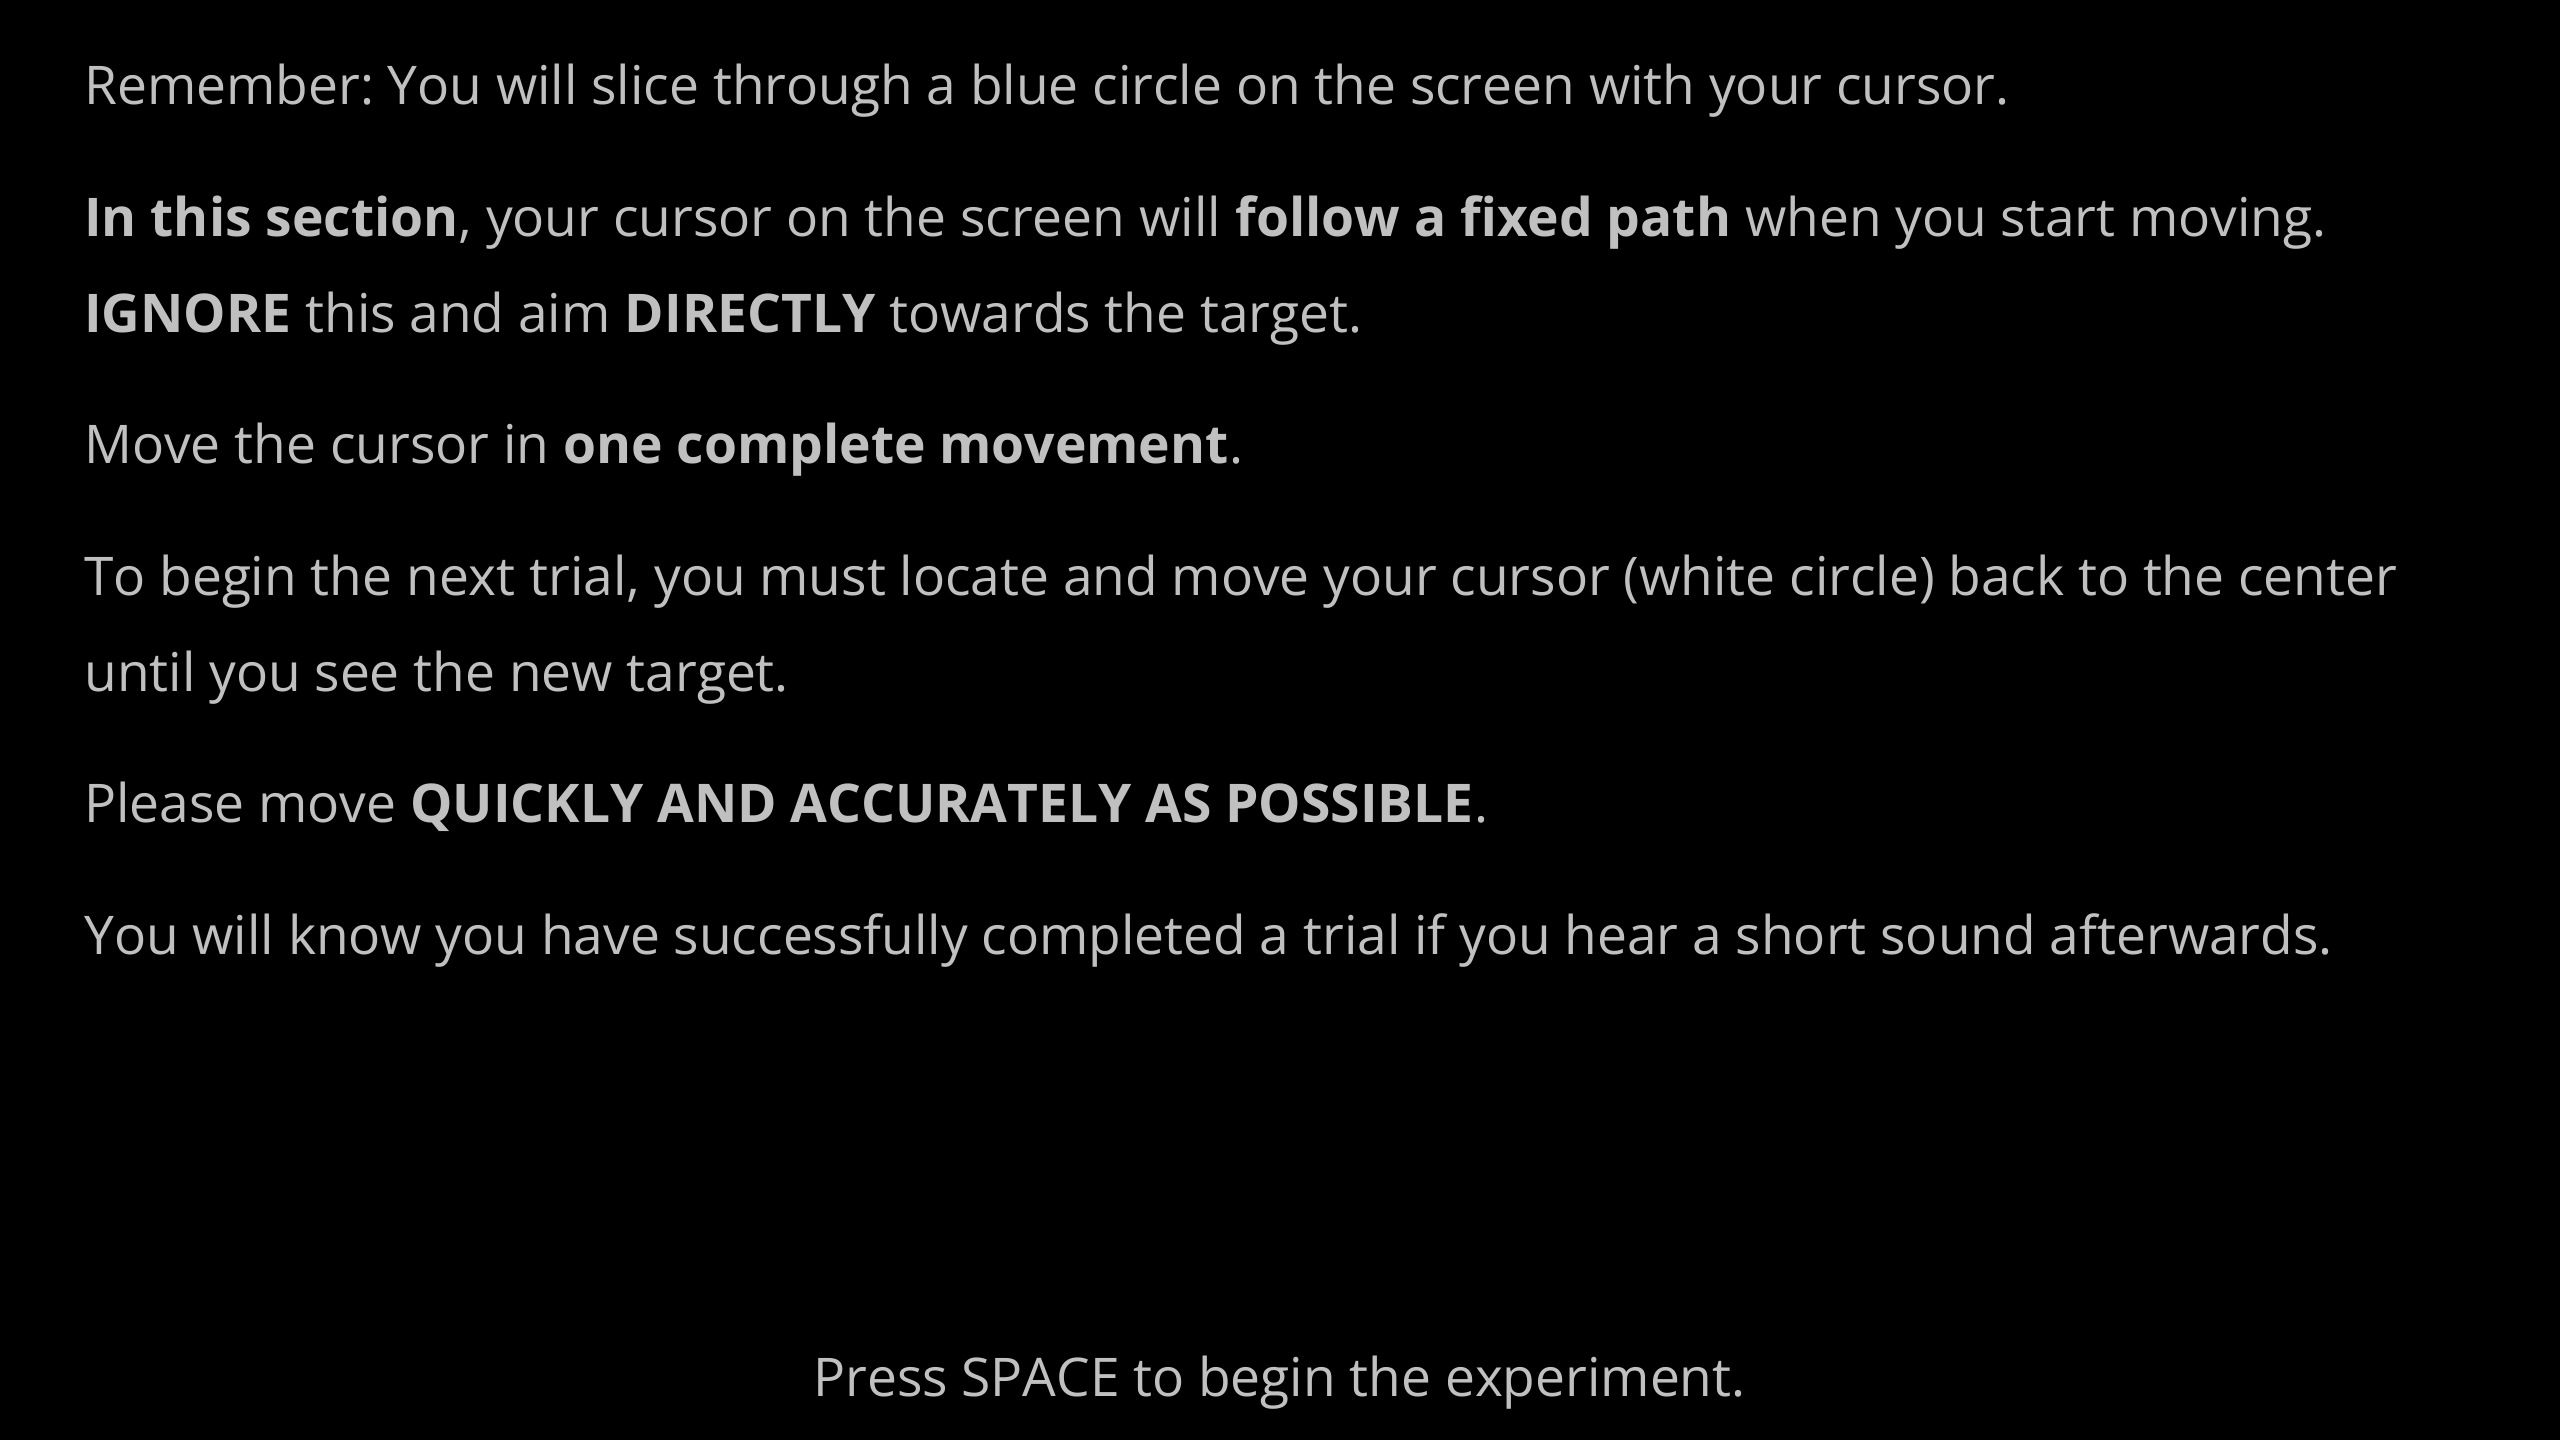 Remember: You will slice through a blue circle on the screen with your cursor.
In this section, your cursor on the screen will follow a fixed path when you start moving.
IGNORE this and aim DIRECTLY towards the target.
Move the cursor in one complete movement.
To begin the next trial, you must locate and move your cursor (white circle) back to the center
until you see the new target.
Please move QUICKLY AND ACCURATELY AS POSSIBLE.
You will know you have successfully completed a trial if you hear a short sound afterwards.
Press SPACE to begin the experiment.